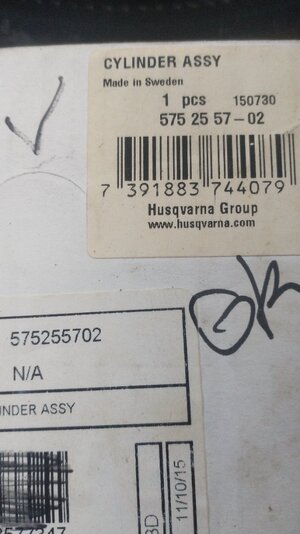 CYLINDER ASSY
Made in Sweden
1 pcs 150730
575 25 57-02
7 391883 744079
Husqvarna Group
www.husqvarna.com
OK
575255702
N/A
INDER ASSY
11/10/15